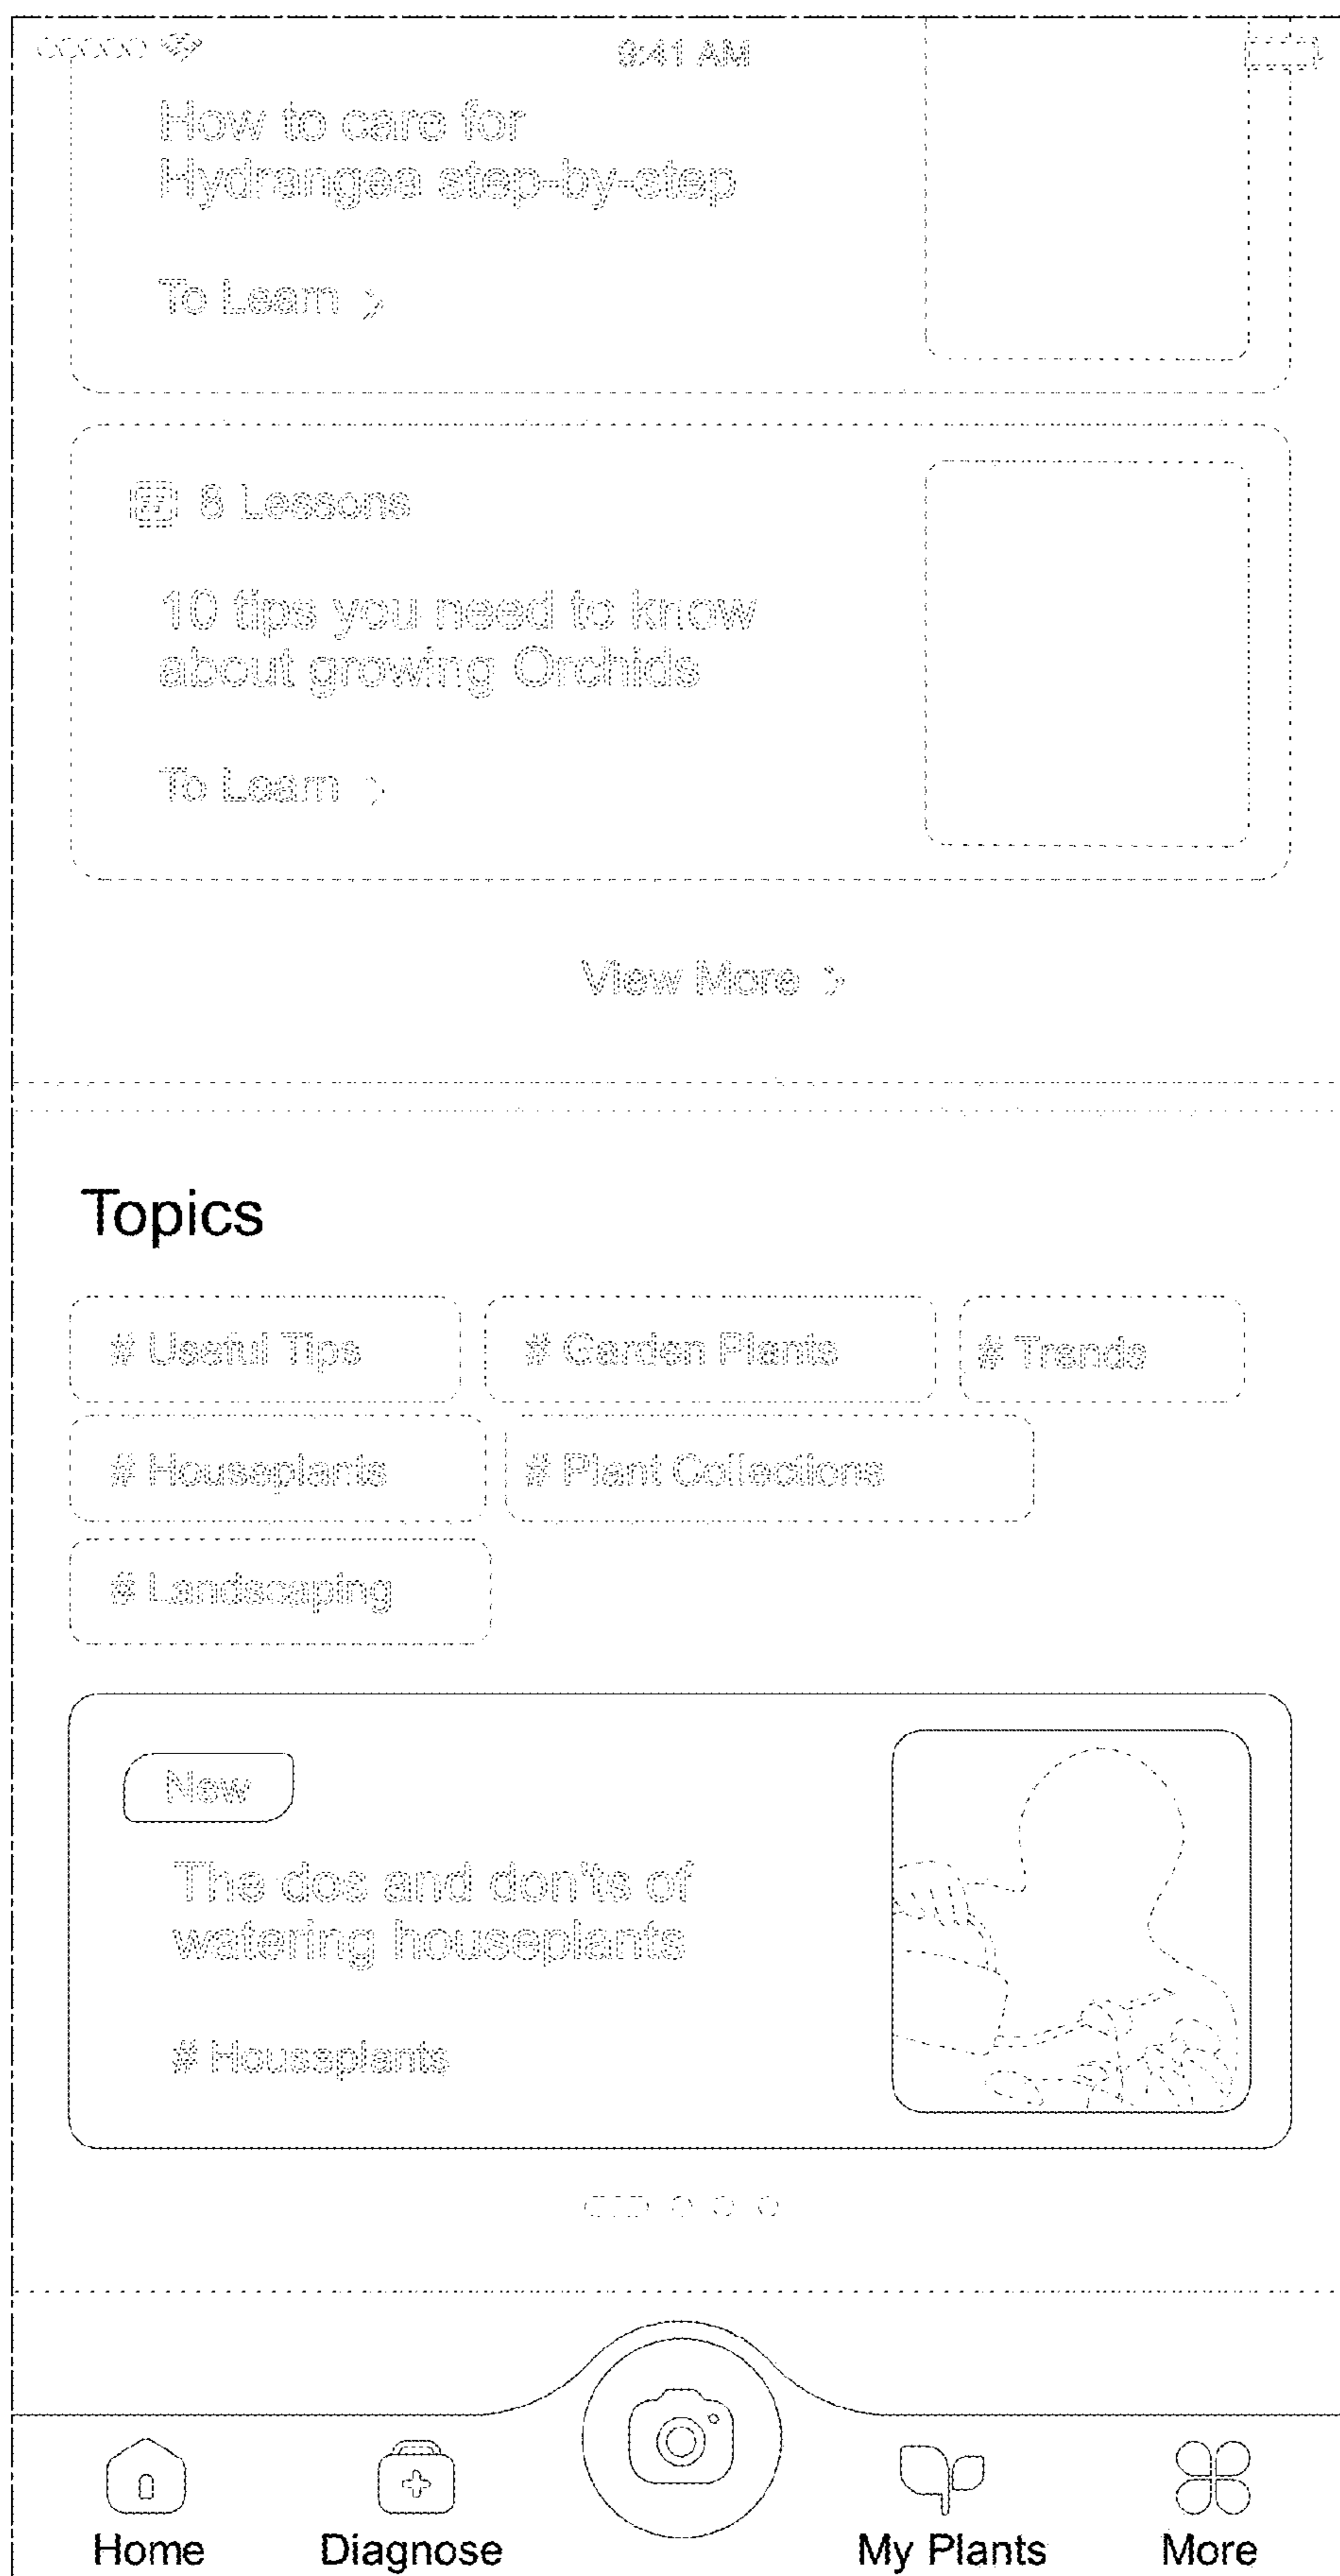 9:41 AM
How to care for
Hydrangea step-by-step
To Learn >
8 Lessons
10 tips you need to know
about growing Orchids
To Learn >
View More >
Topics
# Useful Tips
# Garden Plants
# Trends
# Houseplants
# Plant Collections
# Landscaping
New
The dos and don'ts of
watering houseplants
# Houseplants
Home
Diagnose
My Plants
More